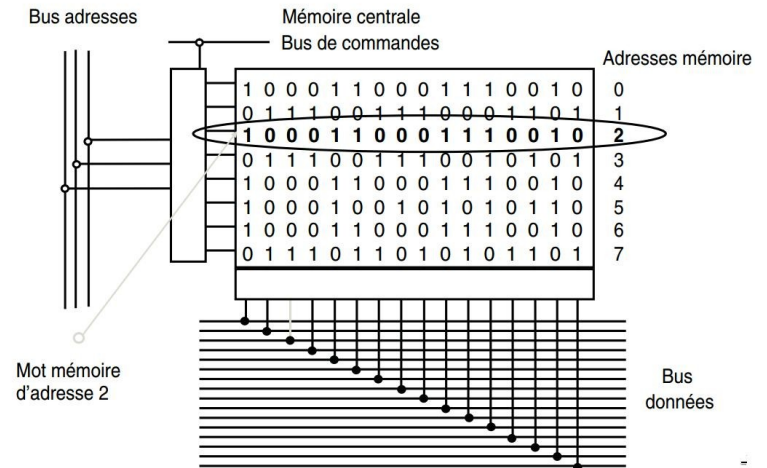 Bus adresses
Mémoire centrale
Bus de commandes
Adresses mémoire
1 0 0 0 1 1 0 0 0 1 1 1 0 0 1 0 0
0 1 1 1 0 0 1 1 1 0 0 0 1 1 0 1 1
1 0 0 0 1 1 0 0 0 1 1 1 0 0 1 0 2
0 1 1 1 0 0 1 1 1 0 0 1 0 1 0 1 3
1 0 0 0 1 1 0 0 0 1 1 1 0 0 1 0 4
1 0 0 0 1 0 0 1 0 1 0 1 0 1 1 0 5
1 0 0 0 1 1 0 0 0 1 1 1 0 0 1 0 6
0 1 1 1 0 1 1 0 1 0 1 0 1 1 0 1 7
Mot mémoire
d'adresse 2
Bus
données